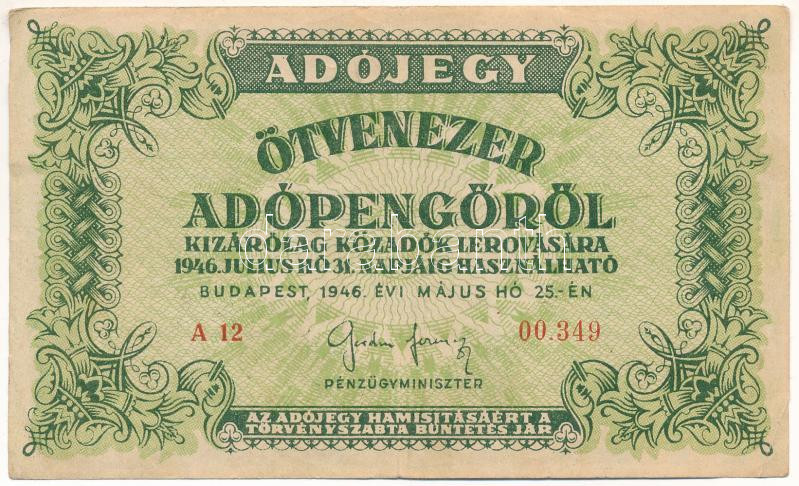 ADÓJEGY
ÖTVENEZER
ADÓPENGŐRŐL
KIZÁRÓLAG KÖZADÓK LEROVÁSÁRA
1946. JULIUS HÓ 31. NAPJÁIG HASZNÁLHATÓ
BUDAPEST, 1946. ÉVI MÁJUS HÓ 25.-ÉN
A 12
00.349
PÉNZÜGYMINISZTER
AZ ADÓJEGY HAMISITÁSÁÉRT A
TÖRVÉNYSZABTA BÜNTETÉS JÁR